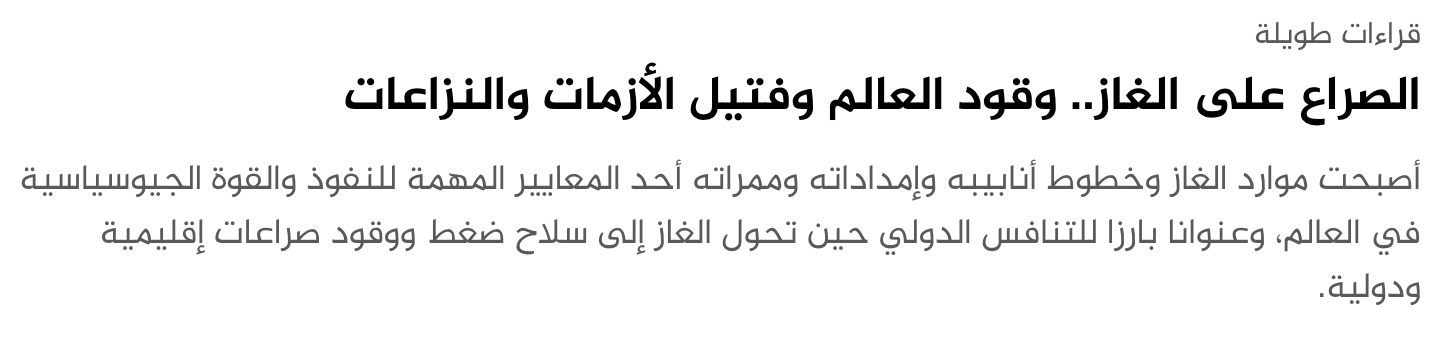 قراءات طويلة
الصراع على الغاز.. وقود العالم وفتيل الأزمات والنزاعات
أصبحت موارد الغاز وخطوط أنابيبه وإمداداته وممراته أحد المعايير المهمة للنفوذ والقوة الجيوسياسية
في العالم، وعنوانا بارزا للتنافس الدولي حين تحول الغاز إلى سلاح ضغط ووقود صراعات إقليمية
ودولية.